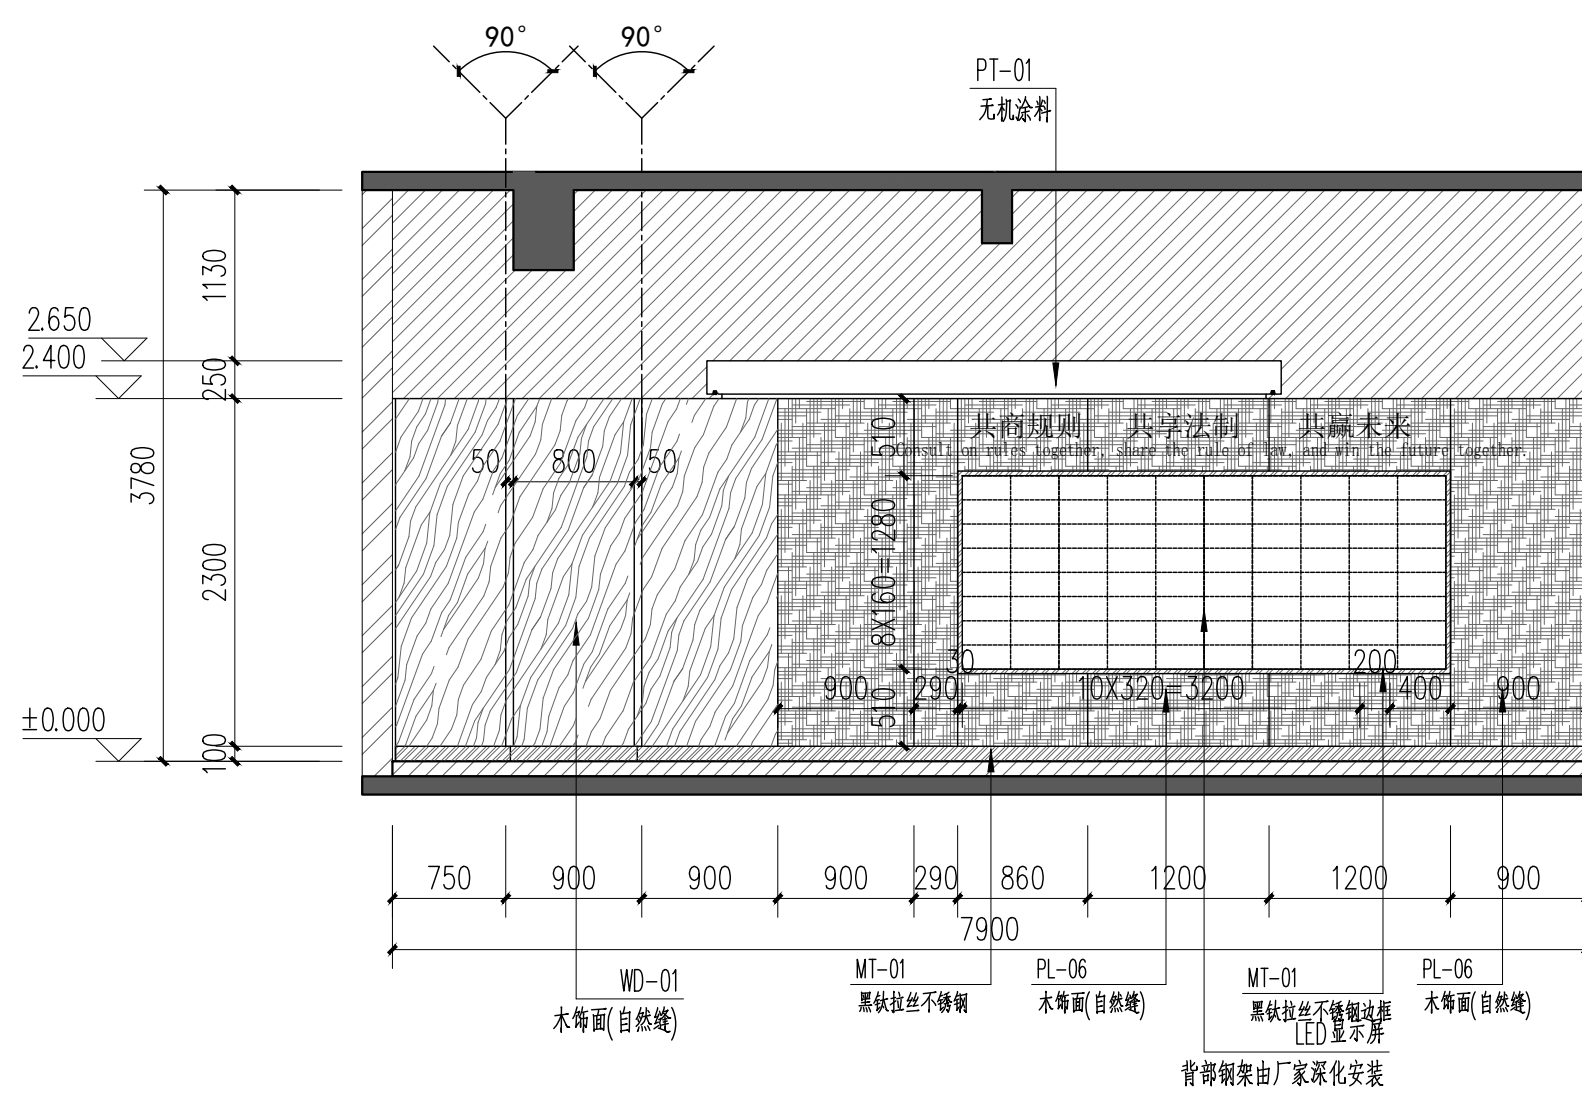 90°
90°
PT-01
无机涂料
1130
2.650
2.400
250
3780
2300
±0.000
100
共商规则
共享法制
共赢未来
Consult on rules together, share the rule of law, and win the future together.
510
50
800
50
8X160=1280
30
200
900
290
10X320=3200
400
900
510
750
900
900
900
290
860
1200
1200
900
7900
WD-01
木饰面(自然缝)
MT-01
黑钛拉丝不锈钢
PL-06
木饰面(自然缝)
MT-01
黑钛拉丝不锈钢边框
PL-06
木饰面(自然缝)
LED显示屏
背部钢架由厂家深化安装